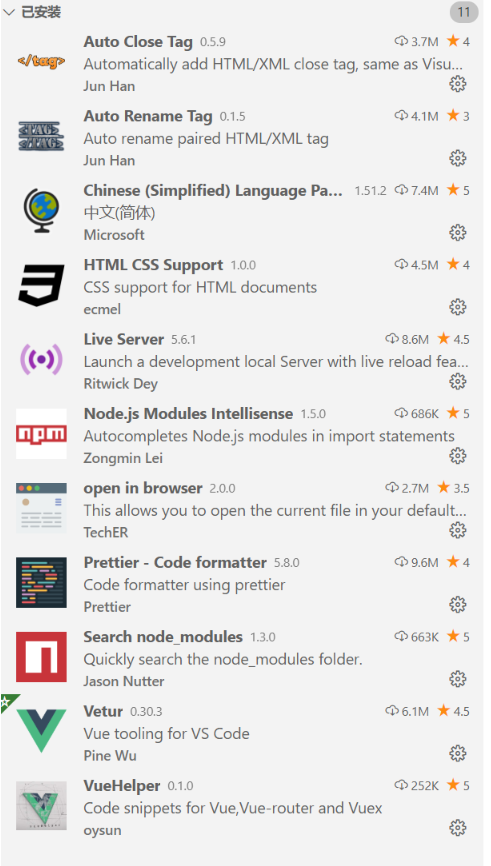 已安装 11
Auto Close Tag 0.5.9 3.7M 4
</tag>
Automatically add HTML/XML close tag, same as Visu...
Jun Han
Auto Rename Tag 0.1.5 4.1M 3
Auto rename paired HTML/XML tag
Jun Han
Chinese (Simplified) Language Pa... 1.51.2 7.4M 5
中文(简体)
Microsoft
HTML CSS Support 1.0.0 4.5M 4
CSS support for HTML documents
ecmel
Live Server 5.6.1 8.6M 4.5
Launch a development local Server with live reload fea...
Ritwick Dey
Node.js Modules Intellisense 1.5.0 686K 5
npm
Autocompletes Node.js modules in import statements
Zongmin Lei
open in browser 2.0.0 2.7M 3.5
This allows you to open the current file in your default...
TechER
Prettier - Code formatter 5.8.0 9.6M 4
Code formatter using prettier
Prettier
Search node_modules 1.3.0 663K 5
Quickly search the node_modules folder.
Jason Nutter
Vetur 0.30.3 6.1M 4.5
Vue tooling for VS Code
Pine Wu
VueHelper 0.1.0 252K 5
Code snippets for Vue,Vue-router and Vuex
oysun